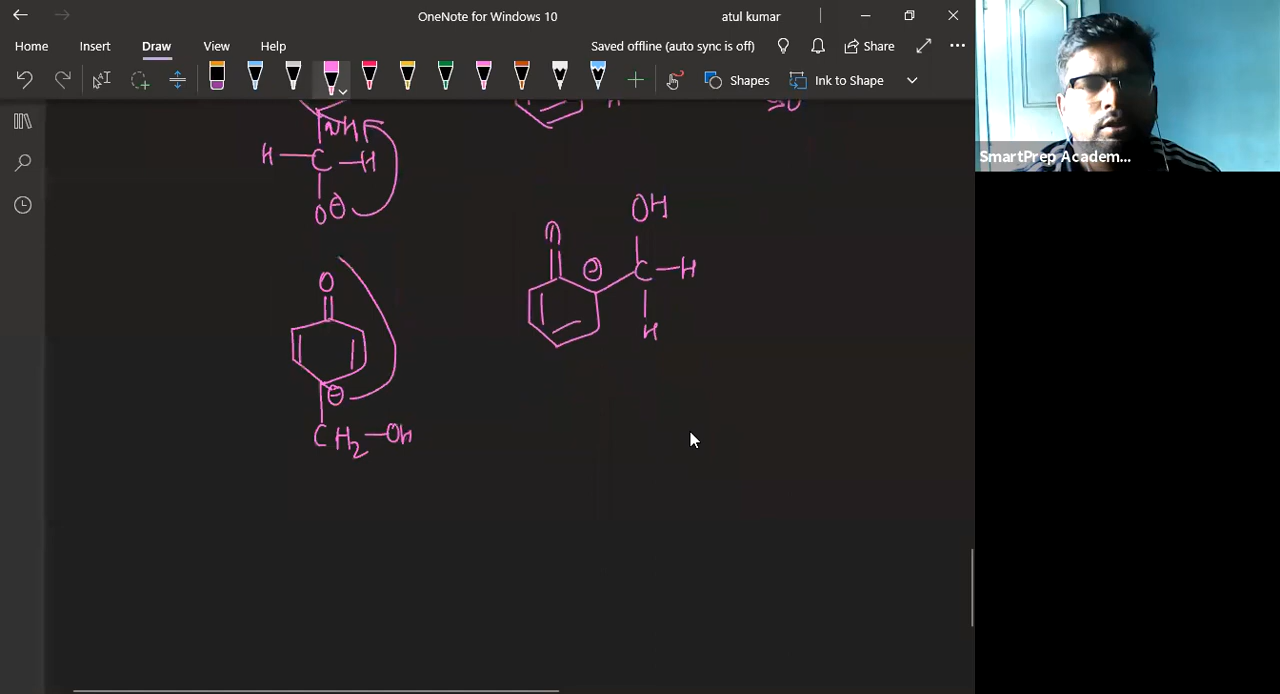 OneNote for Windows 10
atul kumar
Home Insert Draw View Help
Saved offline (auto sync is off)
Share
Shapes
Ink to Shape
SmartPrep Academ...
H
H C H
O⊖
O
⊖
CH2-OH
OH
⊖ C-H
H